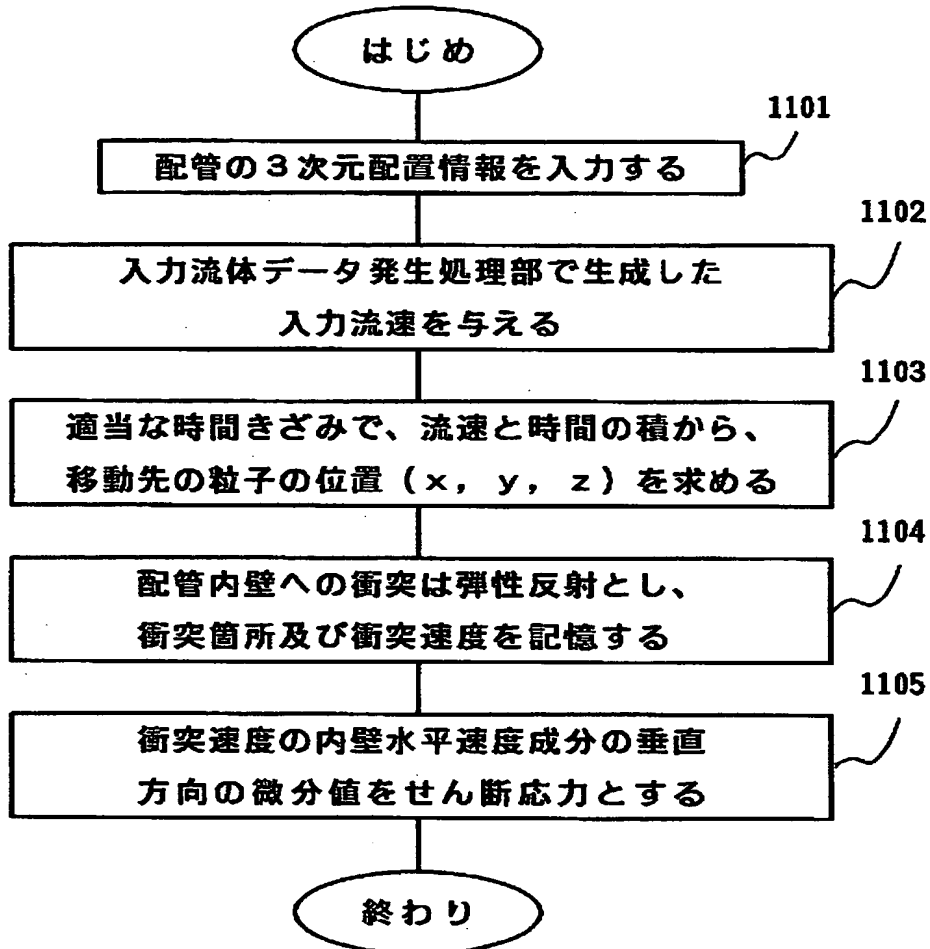 はじめ
1101
配管の3次元配置情報を入力する
1102
入力流体データ発生処理部で生成した
入力流速を与える
1103
適当な時間きざみで、流速と時間の積から、
移動先の粒子の位置（x，y，z）を求める
1104
配管内壁への衝突は弾性反射とし、
衝突箇所及び衝突速度を記憶する
1105
衝突速度の内壁水平速度成分の垂直
方向の微分値をせん断応力とする
終わり